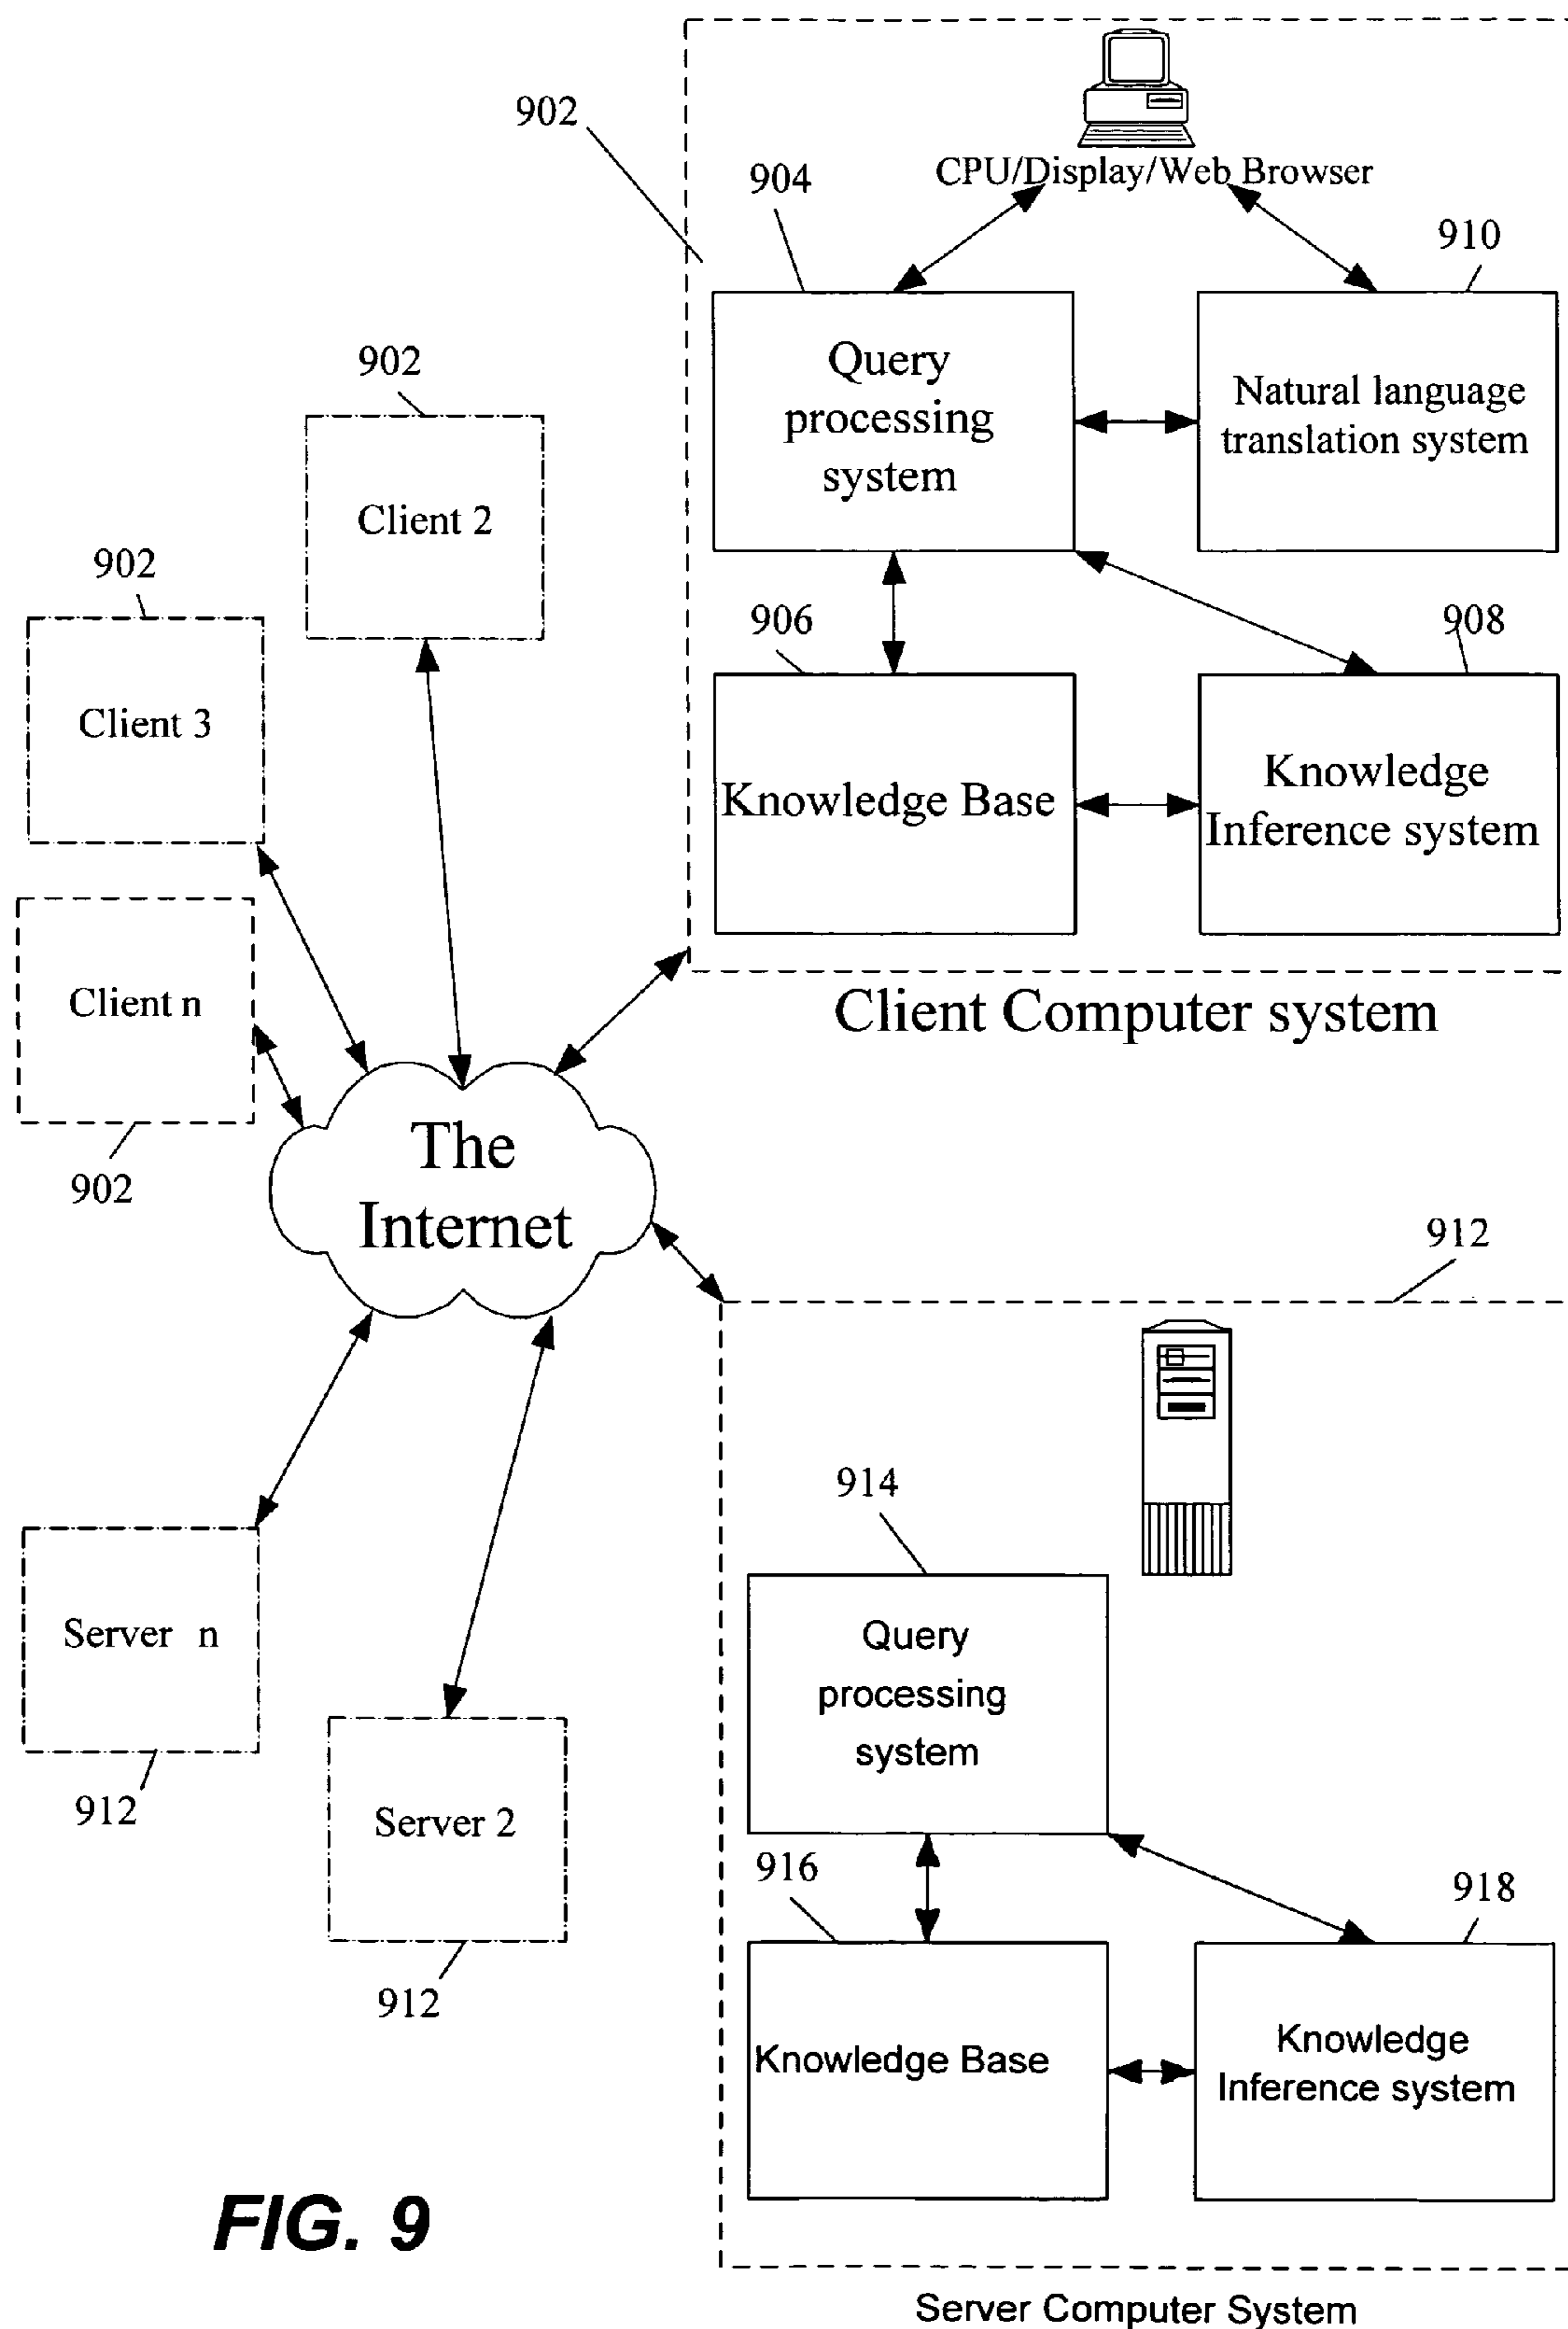 902
904
CPU/Display/Web Browser
910
Query
processing
system
Natural language
translation system
902
Client 2
902
Client 3
906
908
Knowledge Base
Knowledge
Inference system
Client n
902
Client Computer system
The
Internet
912
914
Query
processing
system
Server n
912
Server 2
912
916
918
Knowledge Base
Knowledge
Inference system
FIG. 9
Server Computer System